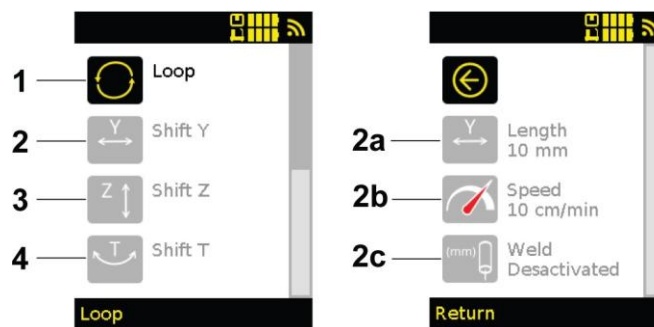 1
Loop
2
Y
Shift Y
3
Z
Shift Z
4
T
Shift T
Loop
2a
Y
Length
10 mm
2b
Speed
10 cm/min
2c
(mm)
Weld
Desactivated
Return